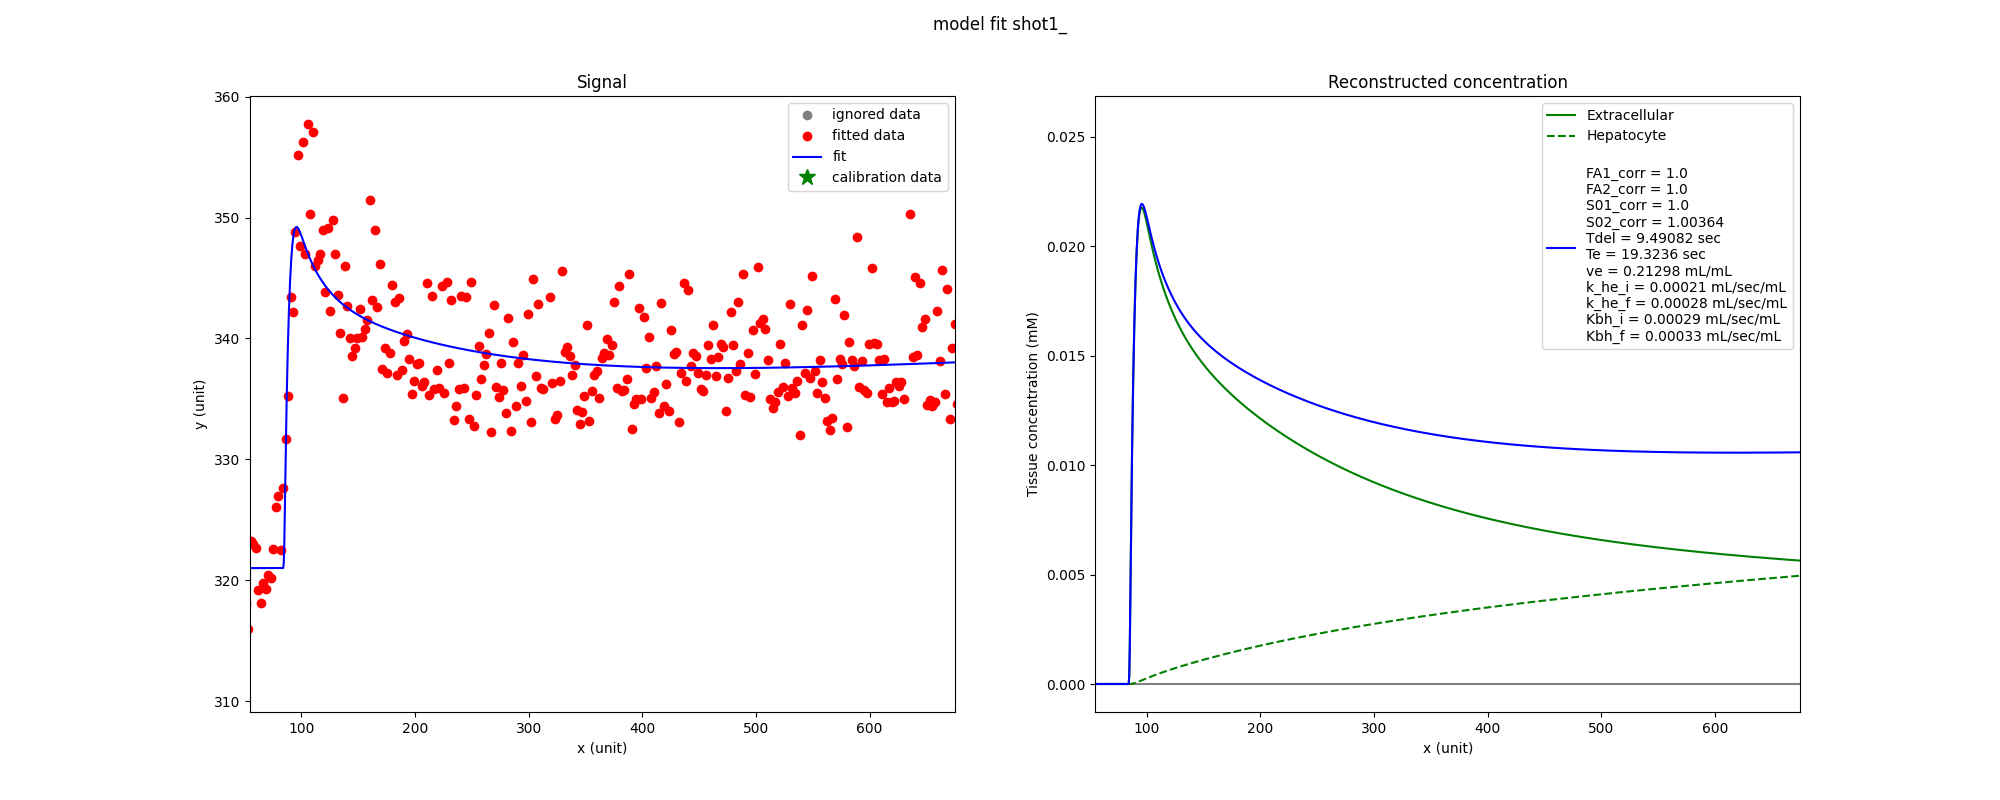 model fit shot1_
Signal
y (unit)
360
350
340
330
320
310
100 200 300 400 500 600
x (unit)
ignored data
fitted data
fit
calibration data
Reconstructed concentration
Tissue concentration (mM)
0.025
0.020
0.015
0.010
0.005
0.000
100 200 300 400 500 600
x (unit)
Extracellular
Hepatocyte
FA1_corr = 1.0
FA2_corr = 1.0
S01_corr = 1.0
S02_corr = 1.00364
Tdel = 9.49082 sec
Te = 19.3236 sec
ve = 0.21298 mL/mL
k_he_i = 0.00021 mL/sec/mL
k_he_f = 0.00028 mL/sec/mL
Kbh_i = 0.00029 mL/sec/mL
Kbh_f = 0.00033 mL/sec/mL